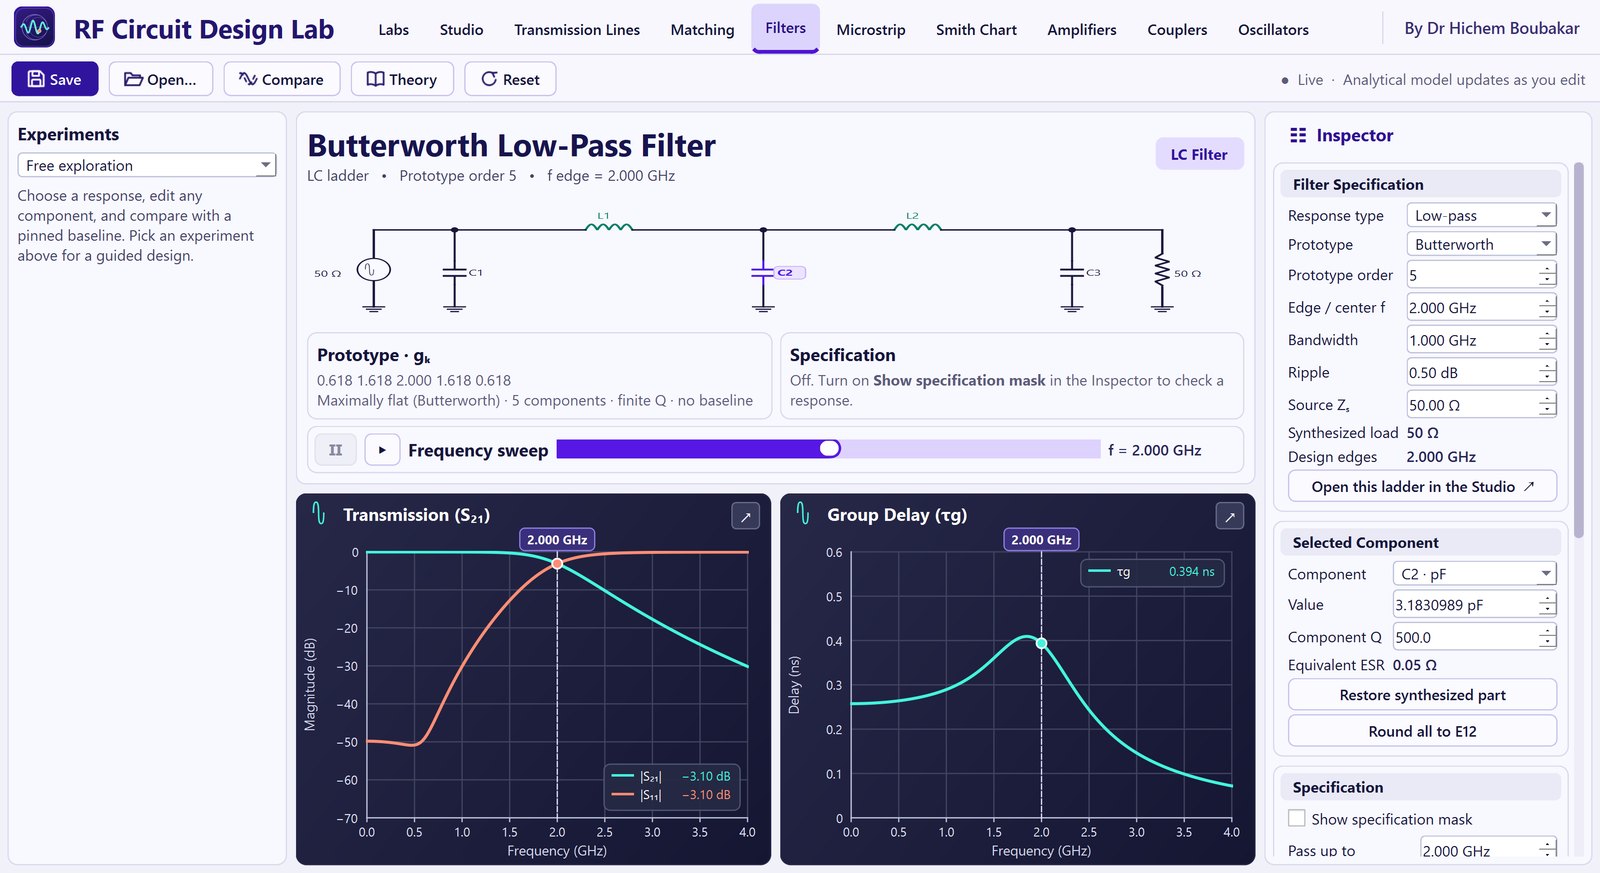 RF Circuit Design Lab
Labs
Studio
Transmission Lines
Matching
Filters
Microstrip
Smith Chart
Amplifiers
Couplers
Oscillators
By Dr Hichem Boubakar
Save
Open...
Compare
Theory
Reset
Live · Analytical model updates as you edit
Experiments
Free exploration
Choose a response, edit any
component, and compare with a
pinned baseline. Pick an experiment
above for a guided design.
Butterworth Low-Pass Filter
LC ladder • Prototype order 5 • f edge = 2.000 GHz
LC Filter
L1
L2
50 Ω
C1
C2
C3
50 Ω
Prototype · gₖ
0.618 1.618 2.000 1.618 0.618
Maximally flat (Butterworth) · 5 components · finite Q · no baseline
Specification
Off. Turn on Show specification mask in the Inspector to check a
response.
Frequency sweep
f = 2.000 GHz
Transmission (S₂₁)
2.000 GHz
Magnitude (dB)
0
−10
−20
−30
−40
−50
−60
−70
|S₂₁| −3.10 dB
|S₁₁| −3.10 dB
0.0 0.5 1.0 1.5 2.0 2.5 3.0 3.5 4.0
Frequency (GHz)
Group Delay (τg)
2.000 GHz
τg 0.394 ns
Delay (ns)
0.6
0.5
0.4
0.3
0.2
0.1
0
0.0 0.5 1.0 1.5 2.0 2.5 3.0 3.5 4.0
Frequency (GHz)
Inspector
Filter Specification
Response type Low-pass
Prototype Butterworth
Prototype order 5
Edge / center f 2.000 GHz
Bandwidth 1.000 GHz
Ripple 0.50 dB
Source Zₛ 50.00 Ω
Synthesized load 50 Ω
Design edges 2.000 GHz
Open this ladder in the Studio ↗
Selected Component
Component C2 · pF
Value 3.1830989 pF
Component Q 500.0
Equivalent ESR 0.05 Ω
Restore synthesized part
Round all to E12
Specification
Show specification mask
Pass up to 2.000 GHz